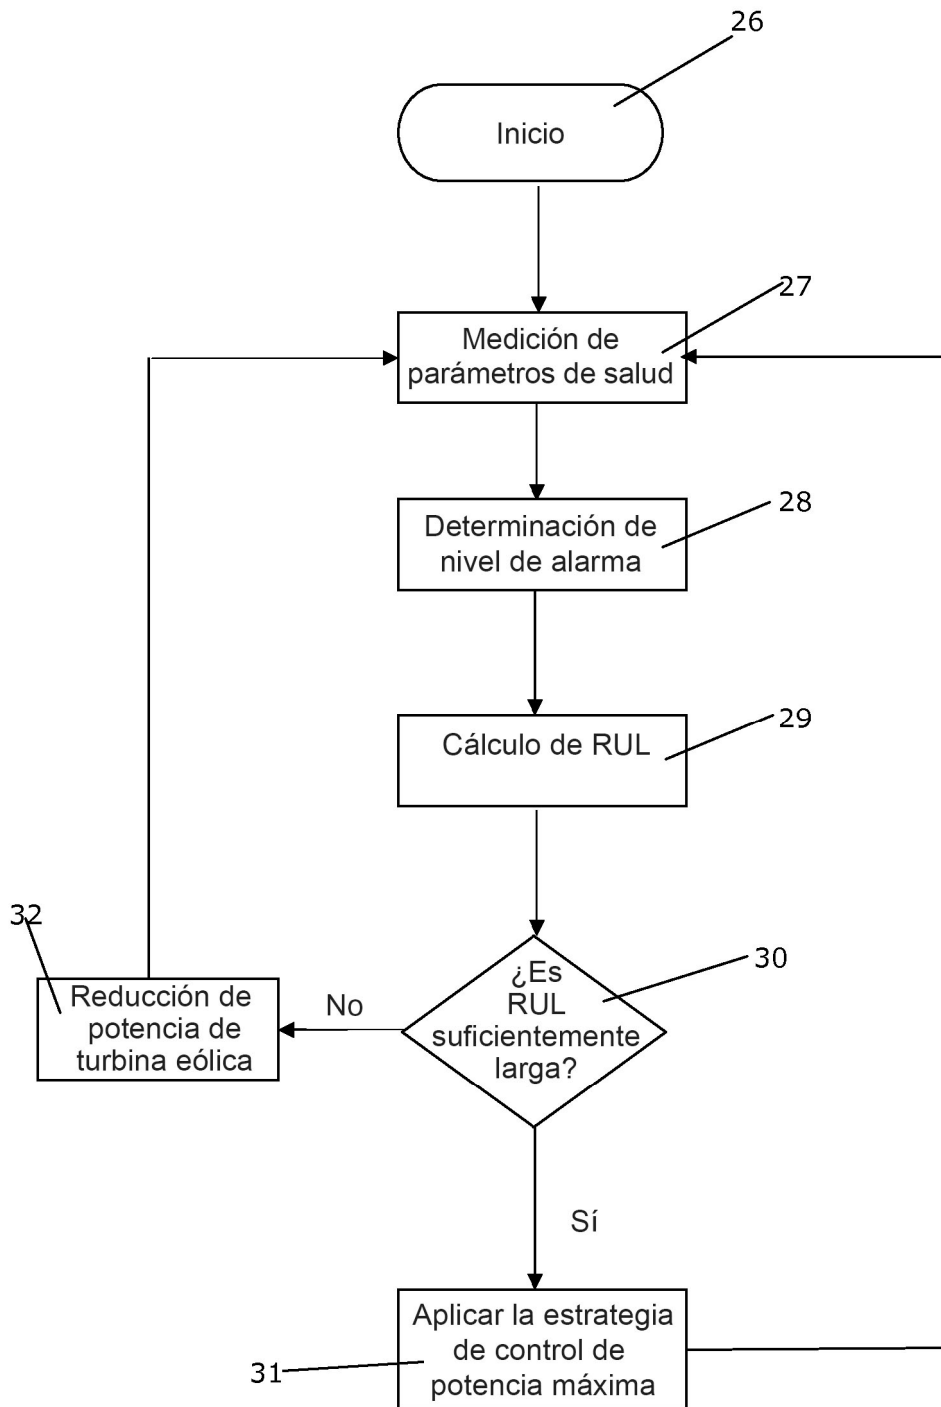 26
Inicio
27
Medición de
parámetros de salud
28
Determinación de
nivel de alarma
29
Cálculo de RUL
30
¿Es
RUL
suficientemente
larga?
32
No
Reducción de
potencia de
turbina eólica
Sí
Aplicar la estrategia
de control de
potencia máxima
31